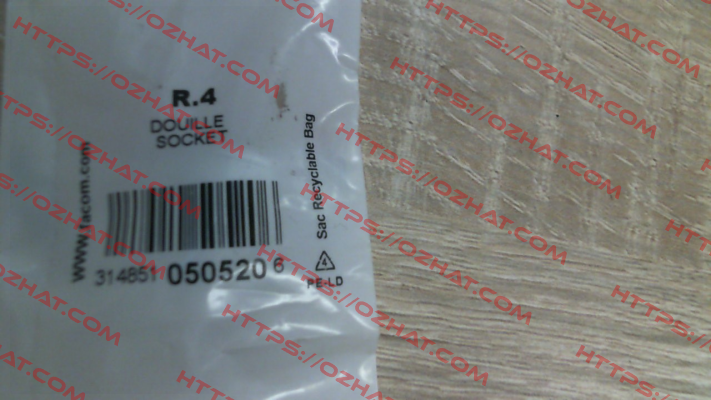 R.4
DOUILLE
SOCKET
www.facom.com
314851 050520 6
Sac Recyclable Bag
4
PE-LD
HTTPS://OZHAT.COM